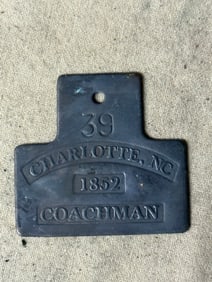 39
CHARLOTTE, NC
1852
COACHMAN